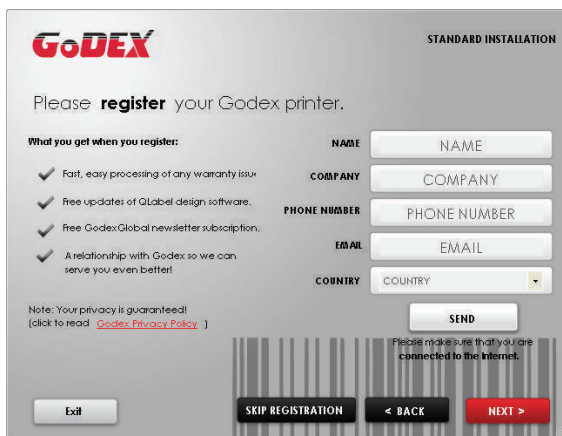 GoDEX
STANDARD INSTALLATION
Please register your Godex printer.
What you get when you register:
Fast, easy processing of any warranty issue
Free updates of QLabel design software.
Free GodexGlobal newsletter subscription.
A relationship with Godex so we can
serve you even better!
Note: Your privacy is guaranteed!
(click to read Godex Privacy Policy )
NAME NAME
COMPANY COMPANY
PHONE NUMBER PHONE NUMBER
EMAIL EMAIL
COUNTRY COUNTRY
SEND
Please make sure that you are
connected to the Internet.
Exit
SKIP REGISTRATION
< BACK
NEXT >